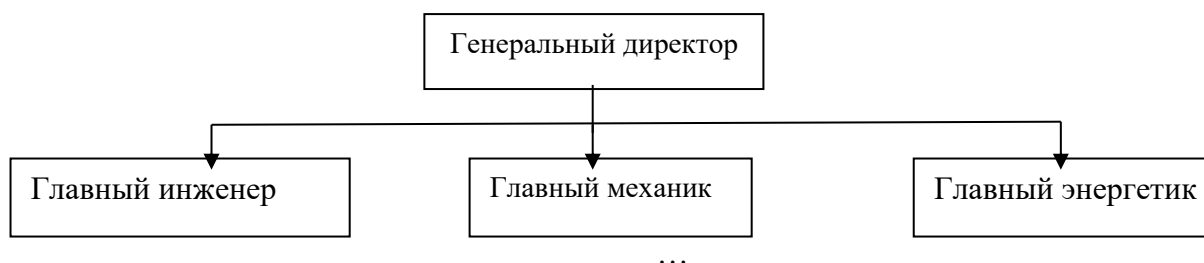 Генеральный директор
Главный инженер
Главный механик
Главный энергетик
...